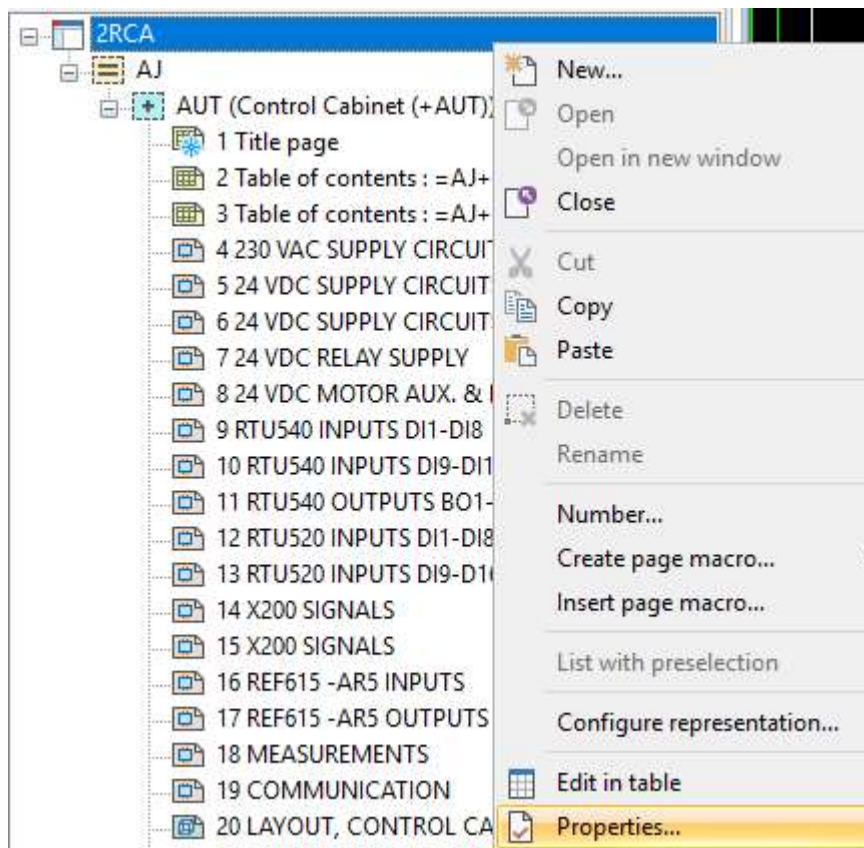 2RCA
AJ
AUT (Control Cabinet (+AUT))
1 Title page
2 Table of contents : =AJ+
3 Table of contents : =AJ+
4 230 VAC SUPPLY CIRCUIT
5 24 VDC SUPPLY CIRCUIT
6 24 VDC SUPPLY CIRCUIT
7 24 VDC RELAY SUPPLY
8 24 VDC MOTOR AUX. &
9 RTU540 INPUTS DI1-DI8
10 RTU540 INPUTS DI9-DI1
11 RTU540 OUTPUTS BO1-
12 RTU520 INPUTS DI1-DI8
13 RTU520 INPUTS DI9-D1
14 X200 SIGNALS
15 X200 SIGNALS
16 REF615 -AR5 INPUTS
17 REF615 -AR5 OUTPUTS
18 MEASUREMENTS
19 COMMUNICATION
20 LAYOUT, CONTROL CA
New...
Open
Open in new window
Close
Cut
Copy
Paste
Delete
Rename
Number...
Create page macro...
Insert page macro...
List with preselection
Configure representation...
Edit in table
Properties...